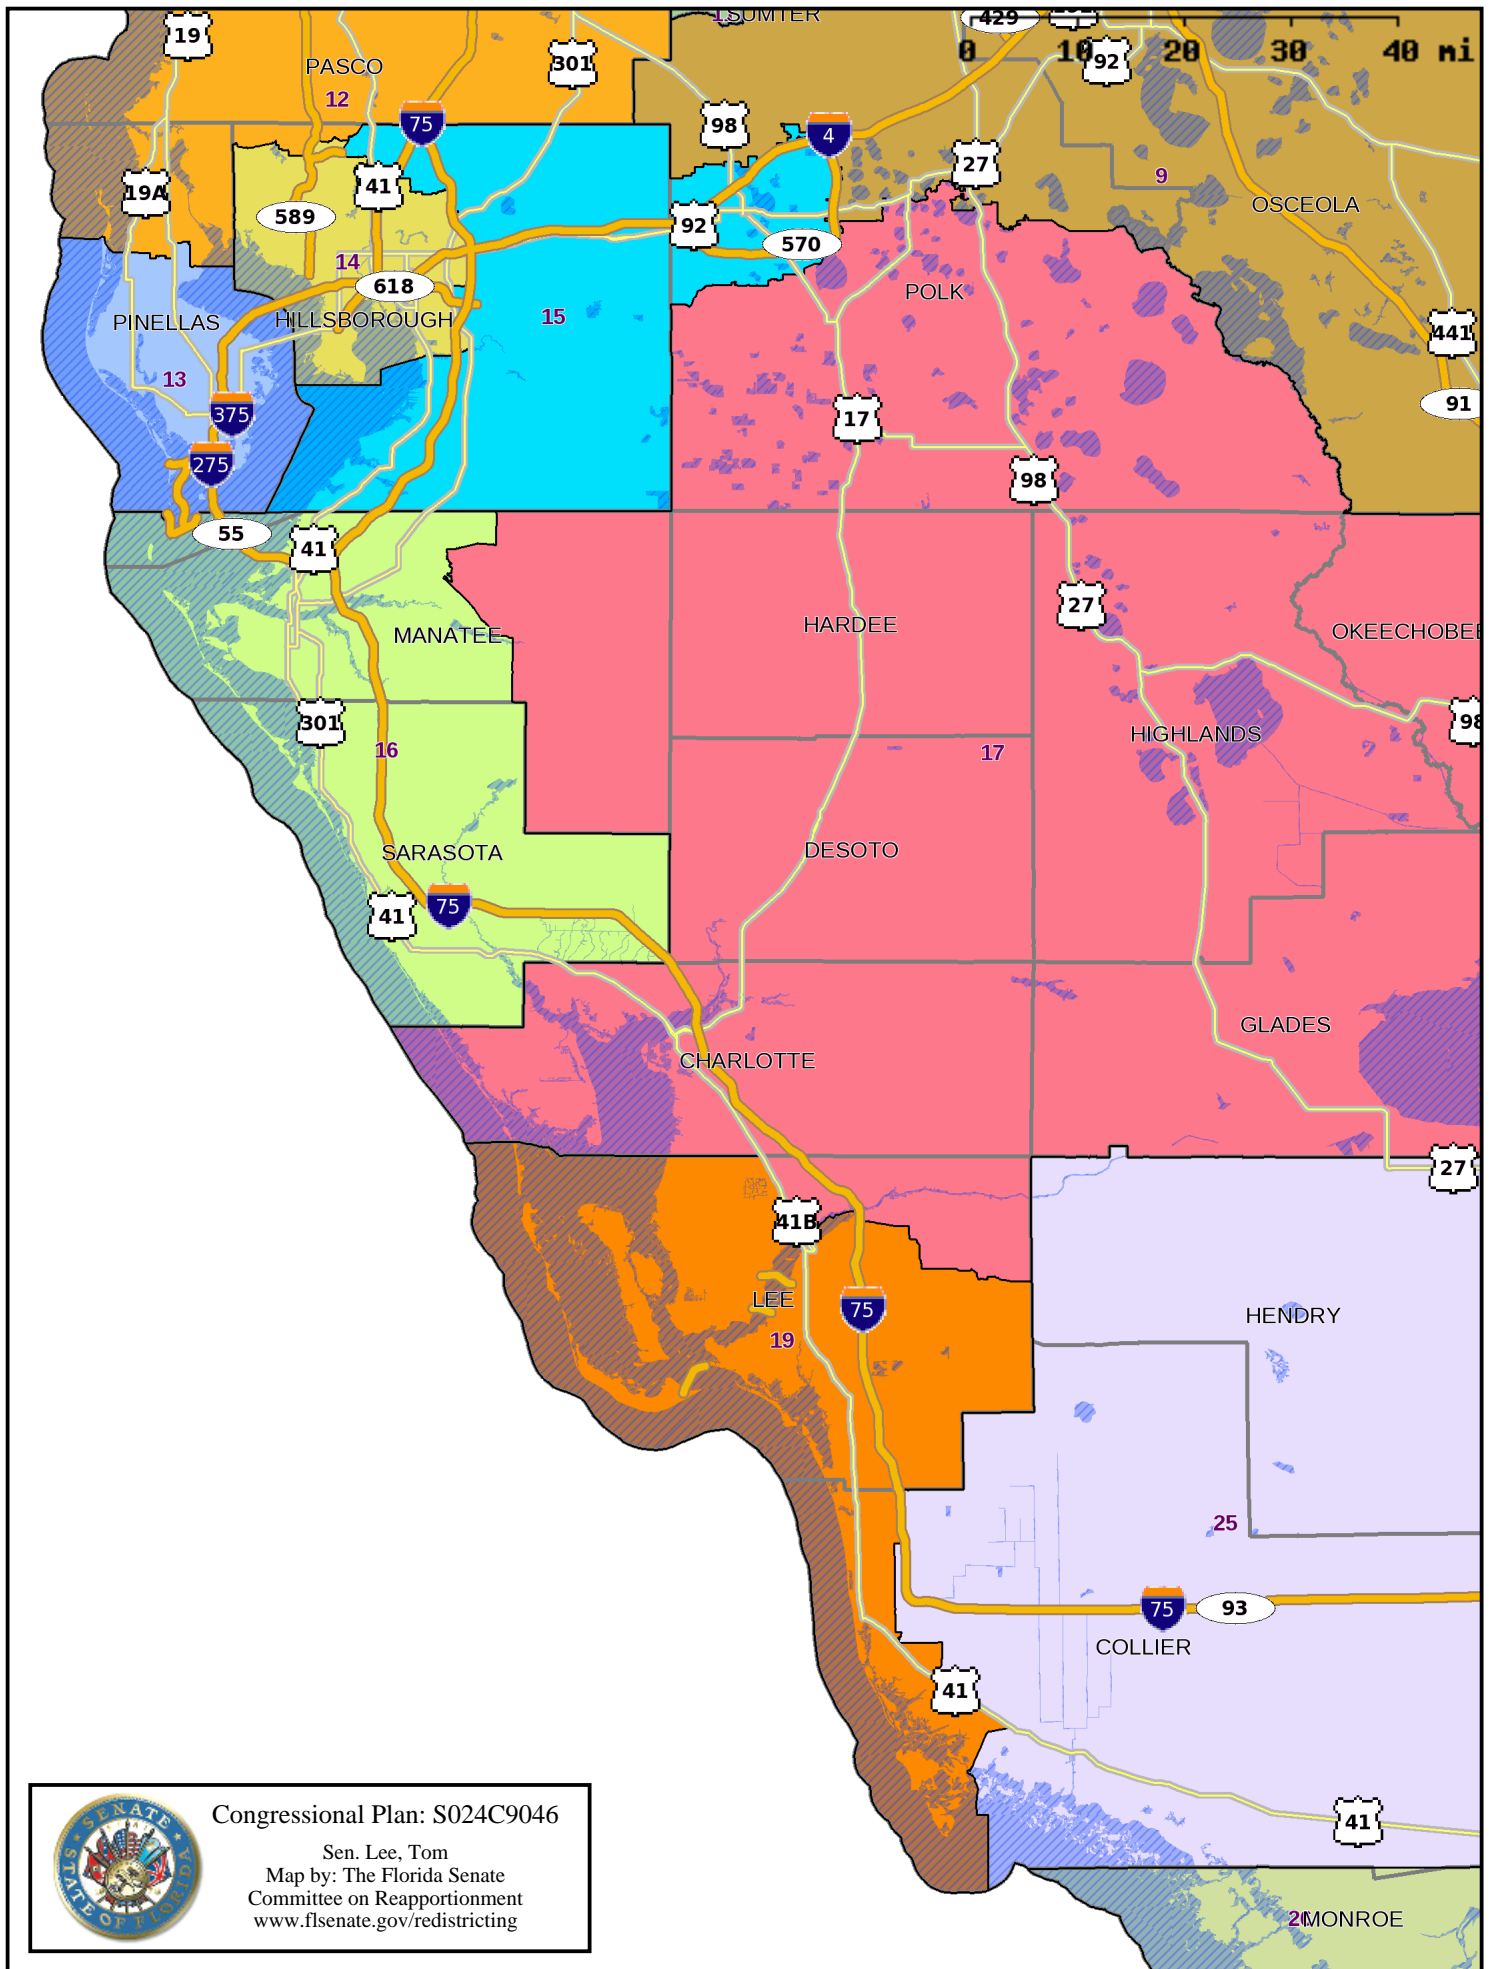 SUMTER
429
19
PASCO
301
0 10 20 30 40 mi
92
12
98
75
4
27
9
19A
41
OSCEOLA
589
92
570
14
618
POLK
PINELLAS
HILLSBOROUGH
15
441
13
375
17
91
275
98
55
41
27
HARDEE
OKEECHOBEE
MANATEE
301
98
HIGHLANDS
16
17
SARASOTA
DESOTO
75
41
GLADES
CHARLOTTE
27
41B
LEE
75
HENDRY
19
25
75
93
COLLIER
41
41
MONROE
SENATE
STATE OF FLORIDA
Congressional Plan: S024C9046
Sen. Lee, Tom
Map by: The Florida Senate
Committee on Reapportionment
www.flsenate.gov/redistricting